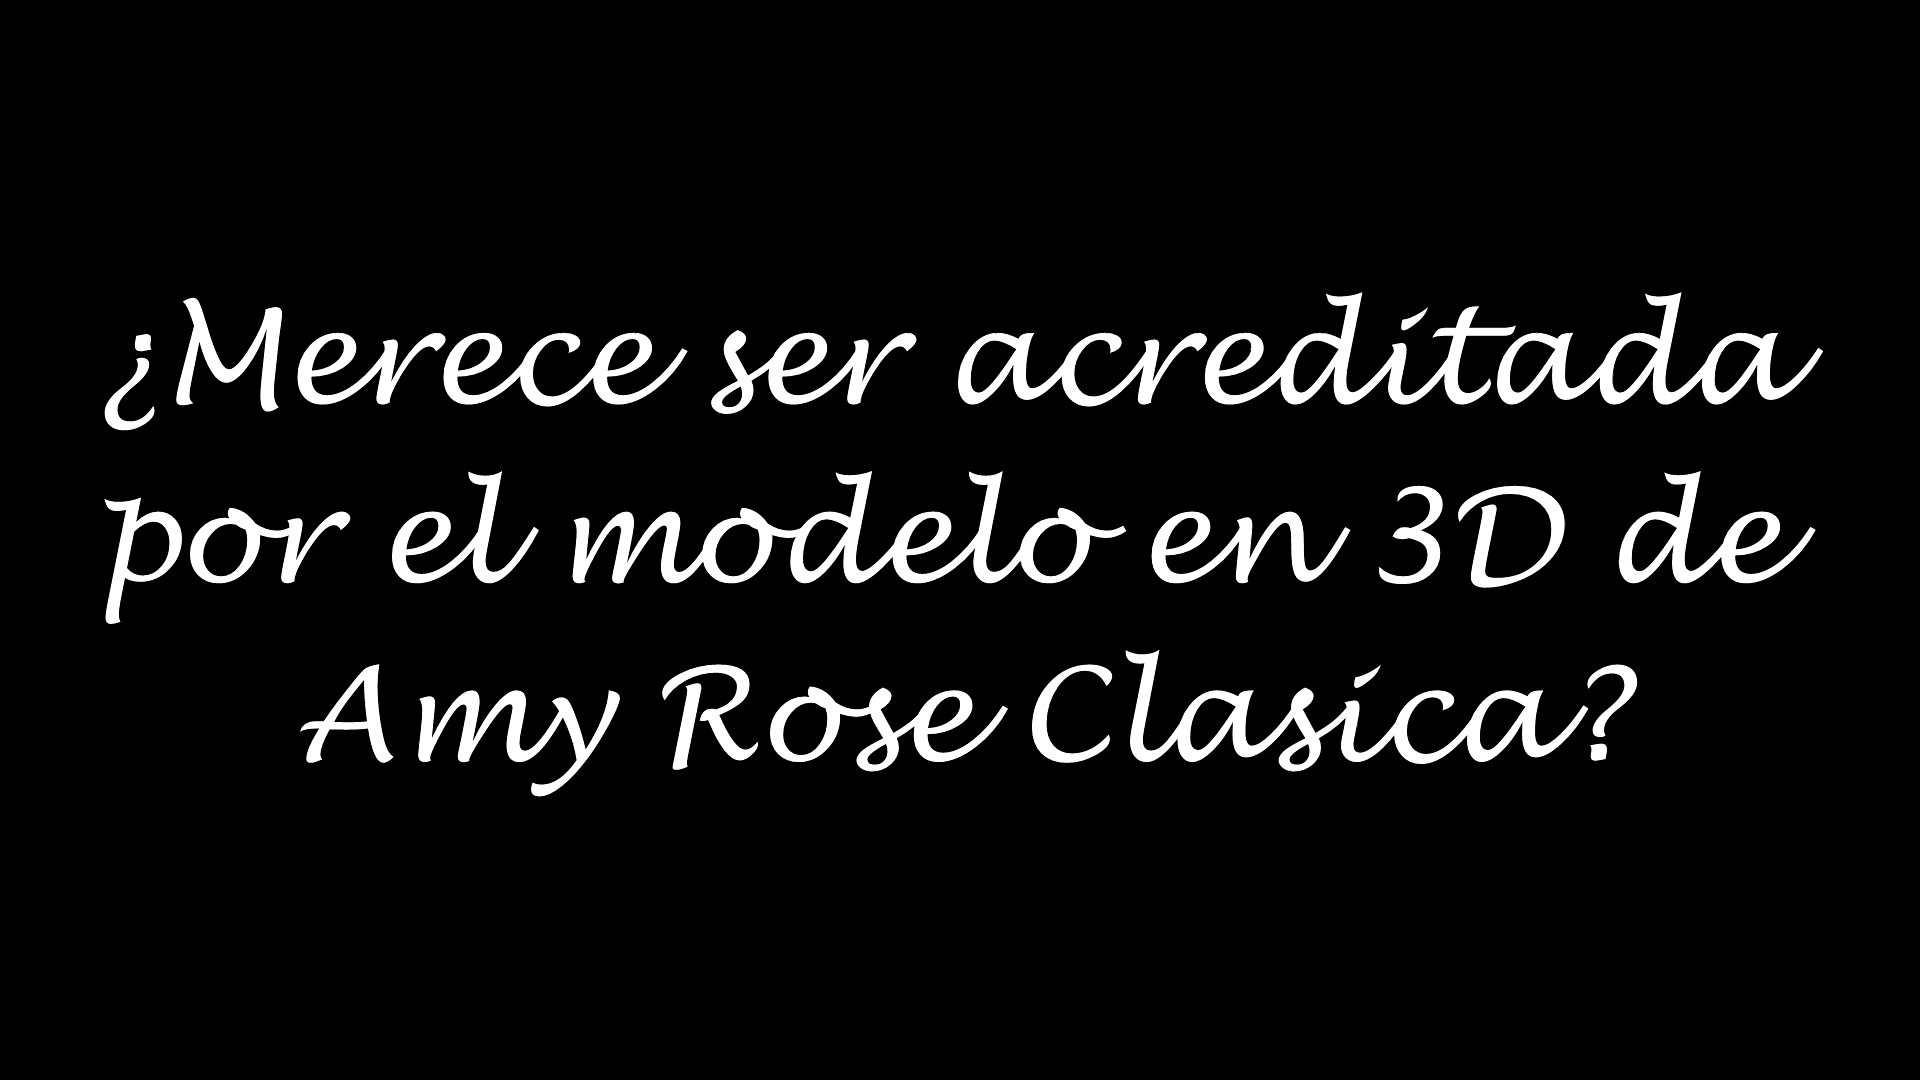 ¿Merece ser acreditada
por el modelo en 3D de
Amy Rose Clasica?